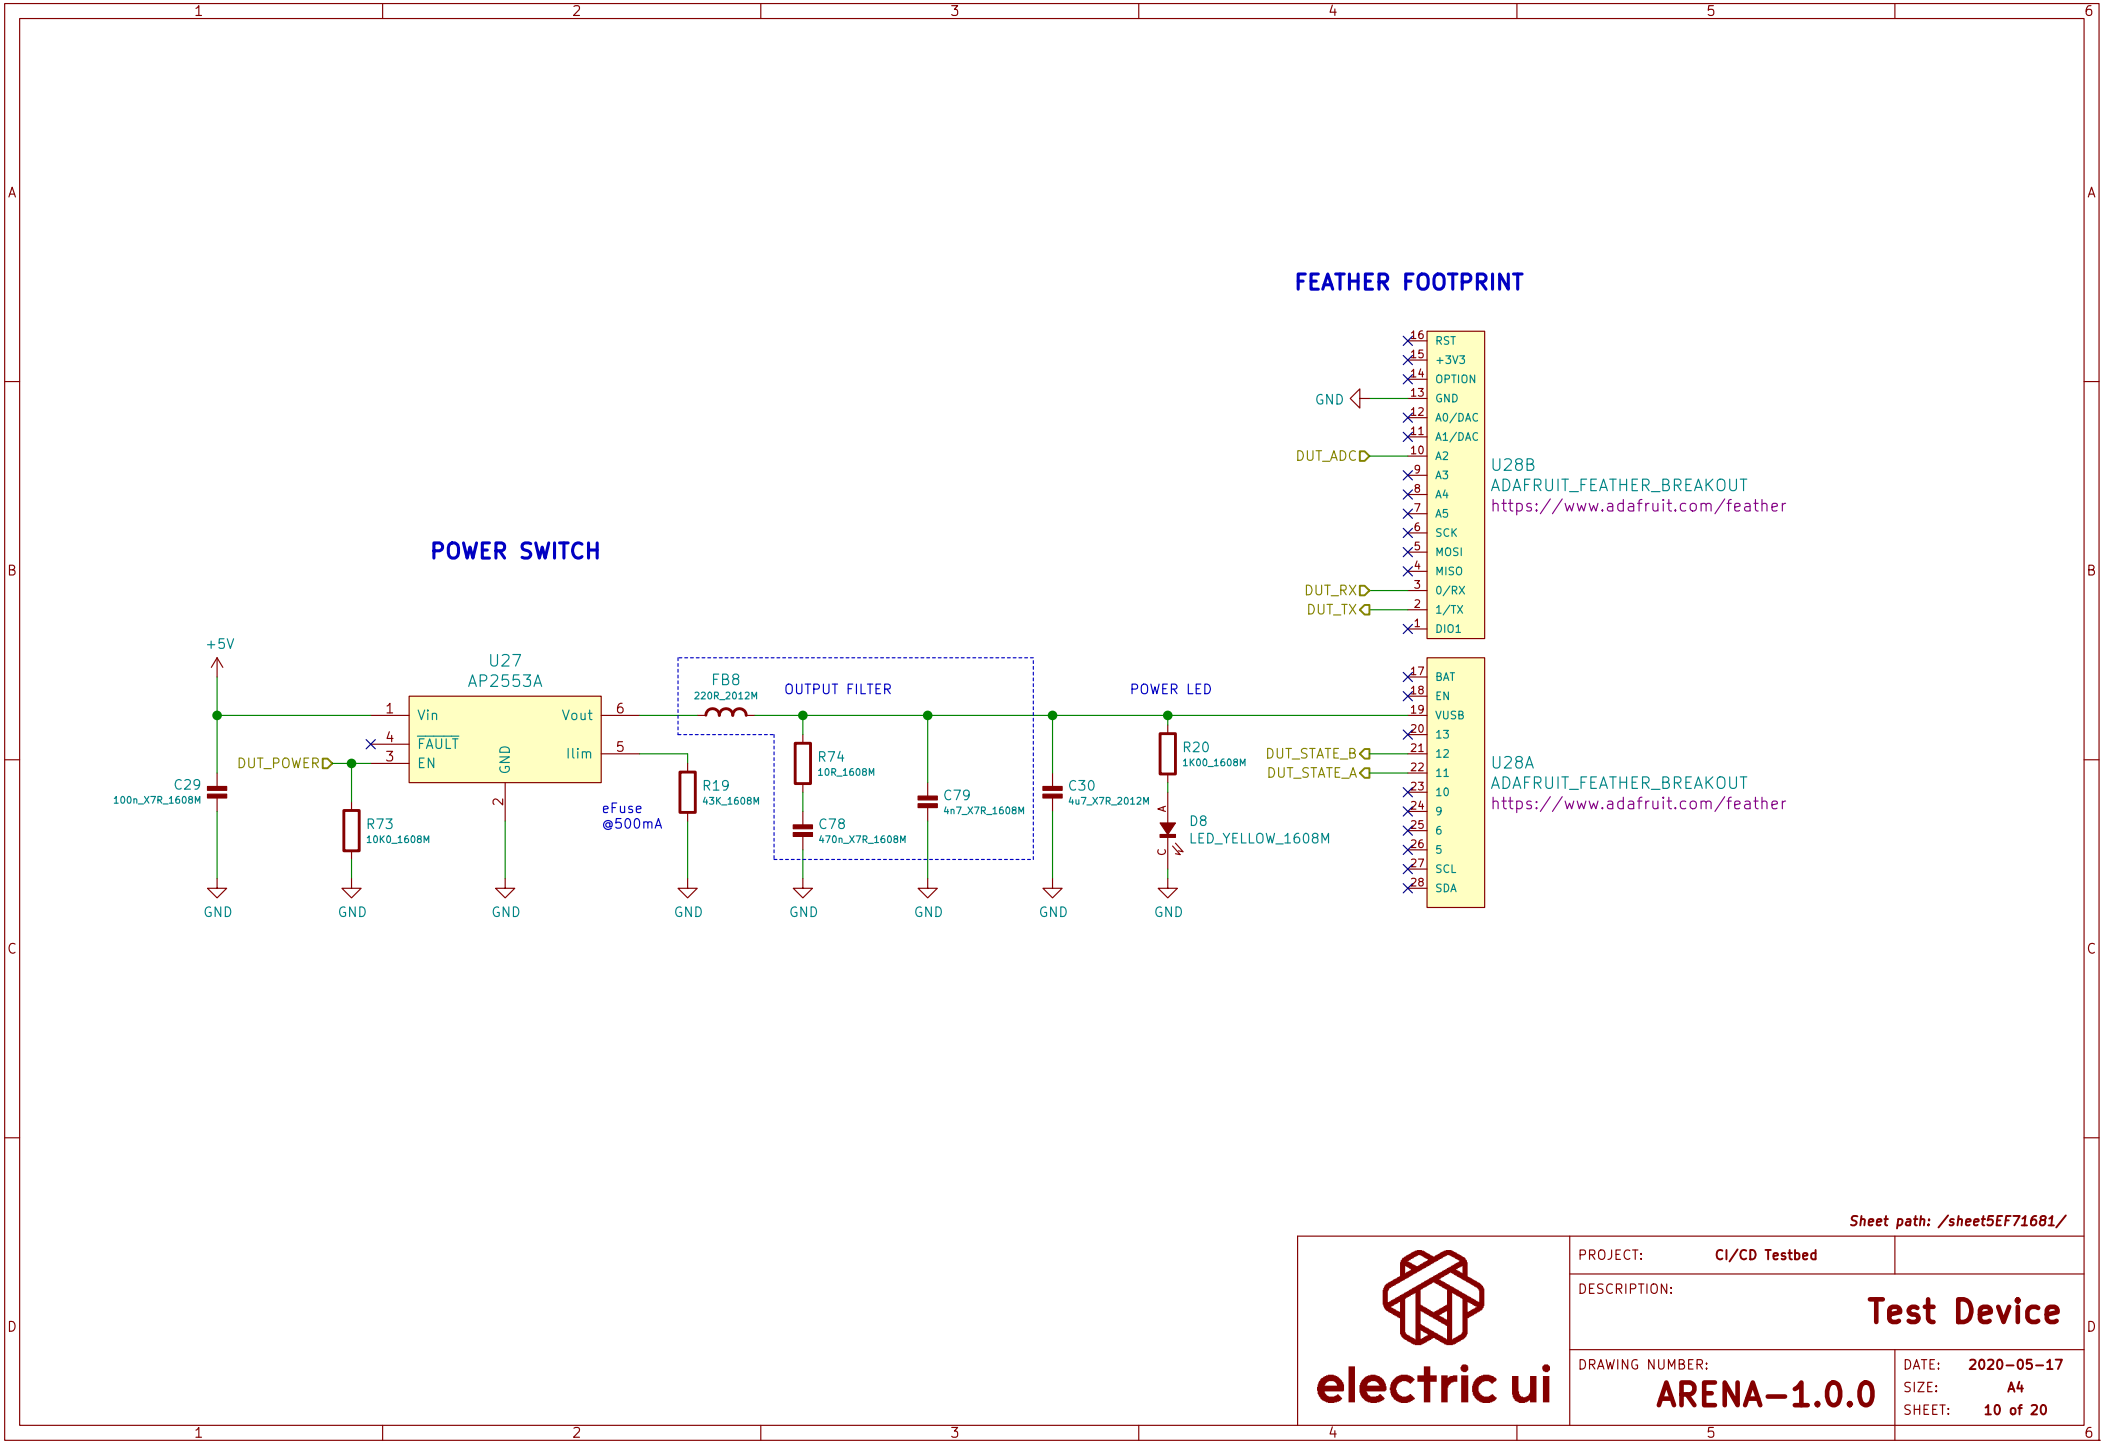 1 2 3 4 5 6
A A
B B
C C
D D
FEATHER FOOTPRINT
16 RST
15 +3V3
14 OPTION
GND 13 GND
12 A0/DAC
11 A1/DAC
DUT_ADC 10 A2
9 A3
8 A4
7 A5
6 SCK
5 MOSI
4 MISO
DUT_RX 3 0/RX
DUT_TX 2 1/TX
1 DIO1
U28B
ADAFRUIT_FEATHER_BREAKOUT
https://www.adafruit.com/feather
POWER SWITCH
+5V
U27
AP2553A
1 Vin
4 FAULT
DUT_POWER 3 EN
GND
2
Vout 6
Ilim 5
C29
100n_X7R_1608M
R73
10K0_1608M
eFuse
@500mA
R19
43K_1608M
FB8
220R_2012M
OUTPUT FILTER
R74
10R_1608M
C78
470n_X7R_1608M
C79
4n7_X7R_1608M
C30
4u7_X7R_2012M
POWER LED
R20
1K00_1608M
A
D8
LED_YELLOW_1608M
C
GND GND GND GND GND GND GND GND
17 BAT
18 EN
19 VUSB
20 13
DUT_STATE_B 21 12
DUT_STATE_A 22 11
23 10
24 9
25 6
26 5
27 SCL
28 SDA
U28A
ADAFRUIT_FEATHER_BREAKOUT
https://www.adafruit.com/feather
Sheet path: /sheet5EF71681/
electric ui
PROJECT: CI/CD Testbed
DESCRIPTION:
Test Device
DRAWING NUMBER:
ARENA-1.0.0
DATE: 2020-05-17
SIZE: A4
SHEET: 10 of 20
1 2 3 4 5 6